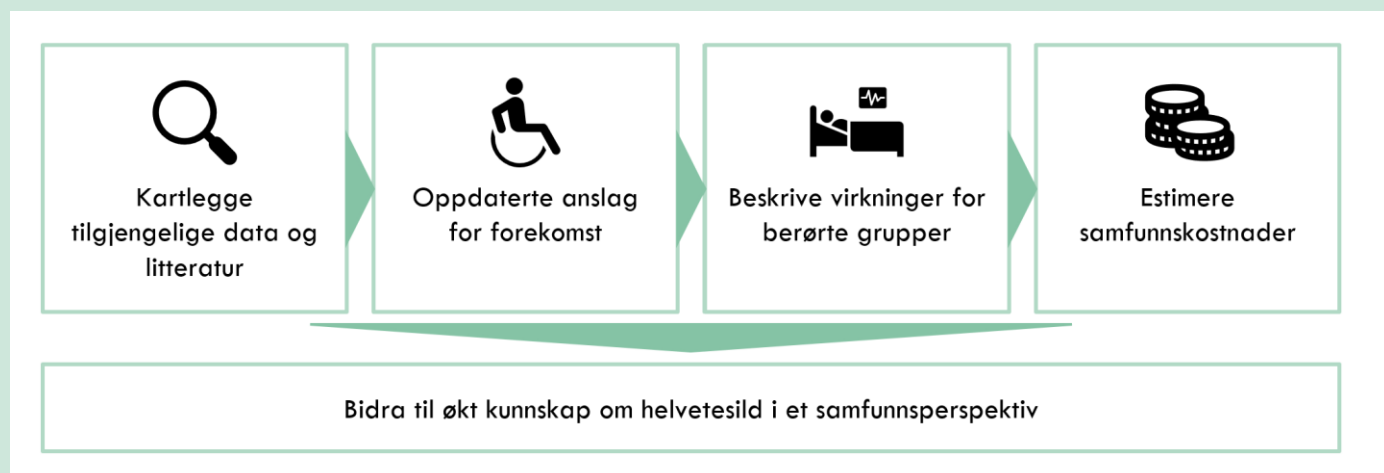 Kartlegge
tilgjengelige data og
litteratur
Oppdaterte anslag
for forekomst
Beskrive virkninger for
berørte grupper
Estimere
samfunnskostnader
Bidra til økt kunnskap om helvetesild i et samfunnsperspektiv